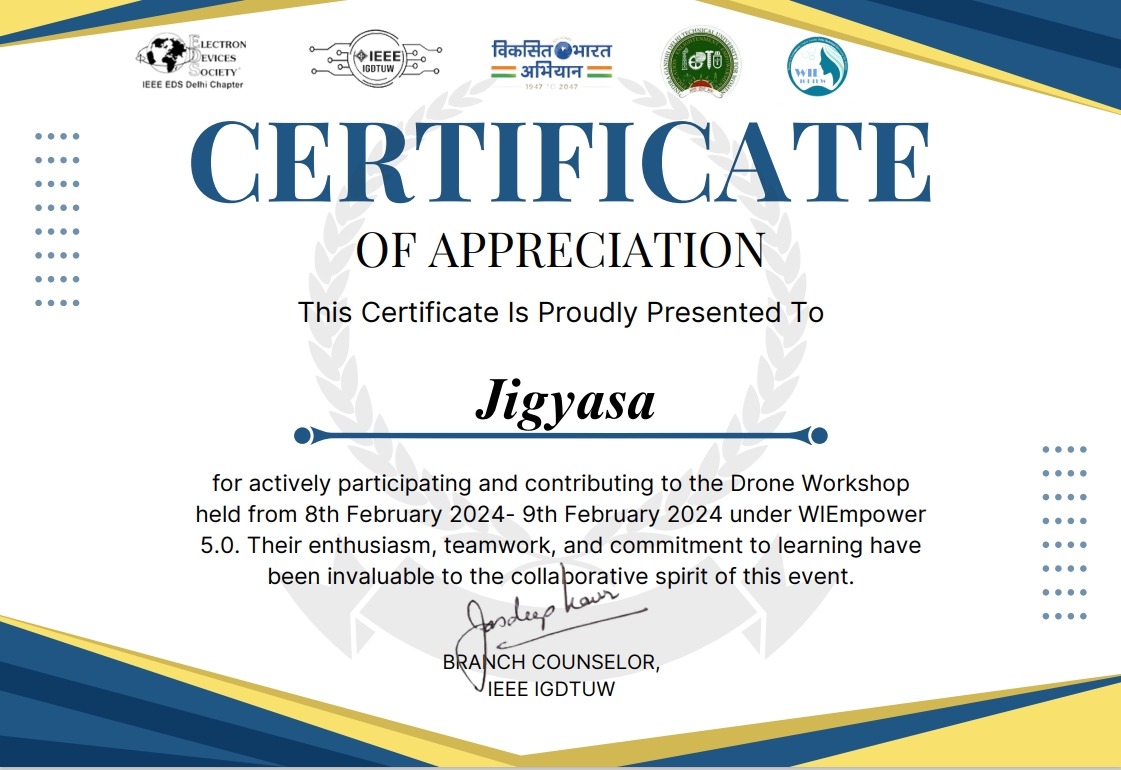 ELECTRON
DEVICES
SOCIETY
IEEE EDS Delhi Chapter
IEEE
IGDTUW
विकसित भारत
अभियान
1947 TO 2047
WIE
IGDTUW
CERTIFICATE
OF APPRECIATION
This Certificate Is Proudly Presented To
Jigyasa
for actively participating and contributing to the Drone Workshop
held from 8th February 2024- 9th February 2024 under WIEmpower
5.0. Their enthusiasm, teamwork, and commitment to learning have
been invaluable to the collaborative spirit of this event.
Jasdeep Kaur
BRANCH COUNSELOR,
IEEE IGDTUW